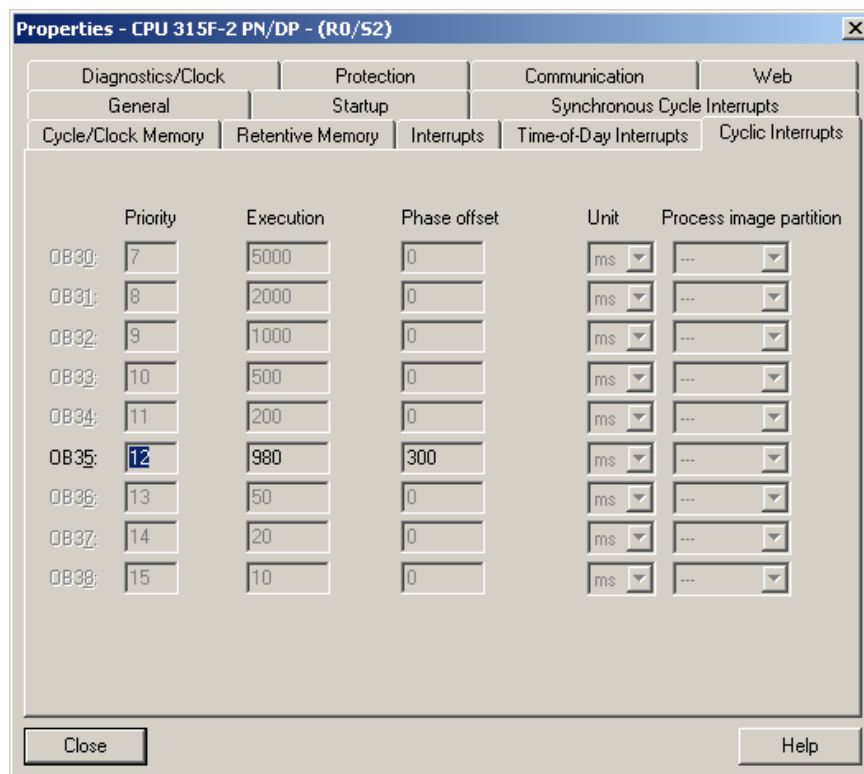 Properties - CPU 315F-2 PN/DP - (R0/S2)
Diagnostics/Clock Protection Communication Web
General Startup Synchronous Cycle Interrupts
Cycle/Clock Memory Retentive Memory Interrupts Time-of-Day Interrupts Cyclic Interrupts
Priority Execution Phase offset Unit Process image partition
OB30: 7 5000 0 ms ---
OB31: 8 2000 0 ms ---
OB32: 9 1000 0 ms ---
OB33: 10 500 0 ms ---
OB34: 11 200 0 ms ---
OB35: 12 980 300 ms ---
OB36: 13 50 0 ms ---
OB37: 14 20 0 ms ---
OB38: 15 10 0 ms ---
Close Help